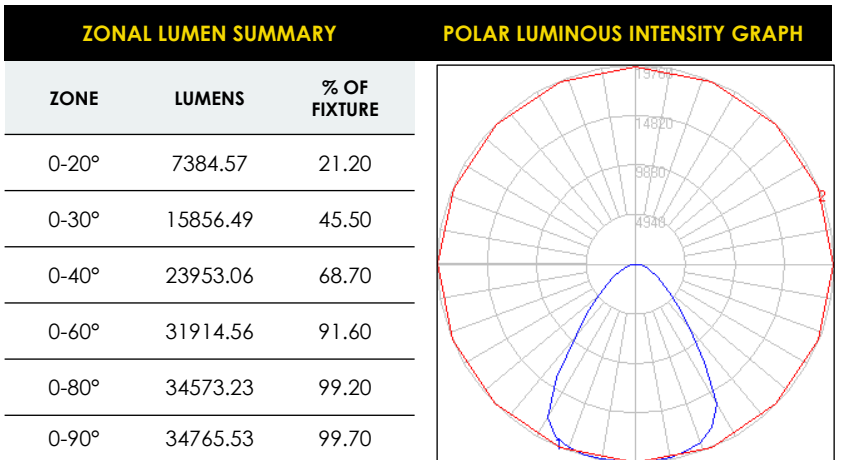 ZONAL LUMEN SUMMARY
POLAR LUMINOUS INTENSITY GRAPH
ZONE LUMENS % OF FIXTURE
0-20° 7384.57 21.20
0-30° 15856.49 45.50
0-40° 23953.06 68.70
0-60° 31914.56 91.60
0-80° 34573.23 99.20
0-90° 34765.53 99.70
19760
14820
9880
4940
2
1